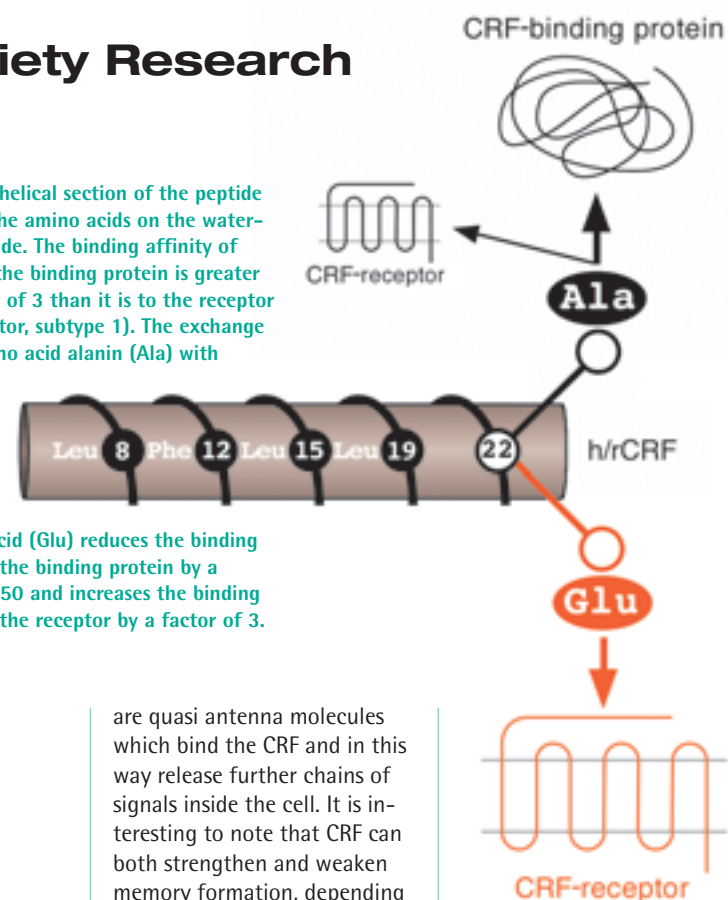 iety Research
CRF-binding protein
helical section of the peptide
he amino acids on the water-
de. The binding affinity of
the binding protein is greater
of 3 than it is to the receptor
tor, subtype 1). The exchange
no acid alanin (Ala) with
CRF-receptor
Ala
Leu 8 Phe 12 Leu 15 Leu 19 22 h/rCRF
cid (Glu) reduces the binding
the binding protein by a
50 and increases the binding
the receptor by a factor of 3.
Glu
CRF-receptor
are quasi antenna molecules
which bind the CRF and in this
way release further chains of
signals inside the cell. It is in-
teresting to note that CRF can
both strengthen and weaken
memory formation, depending